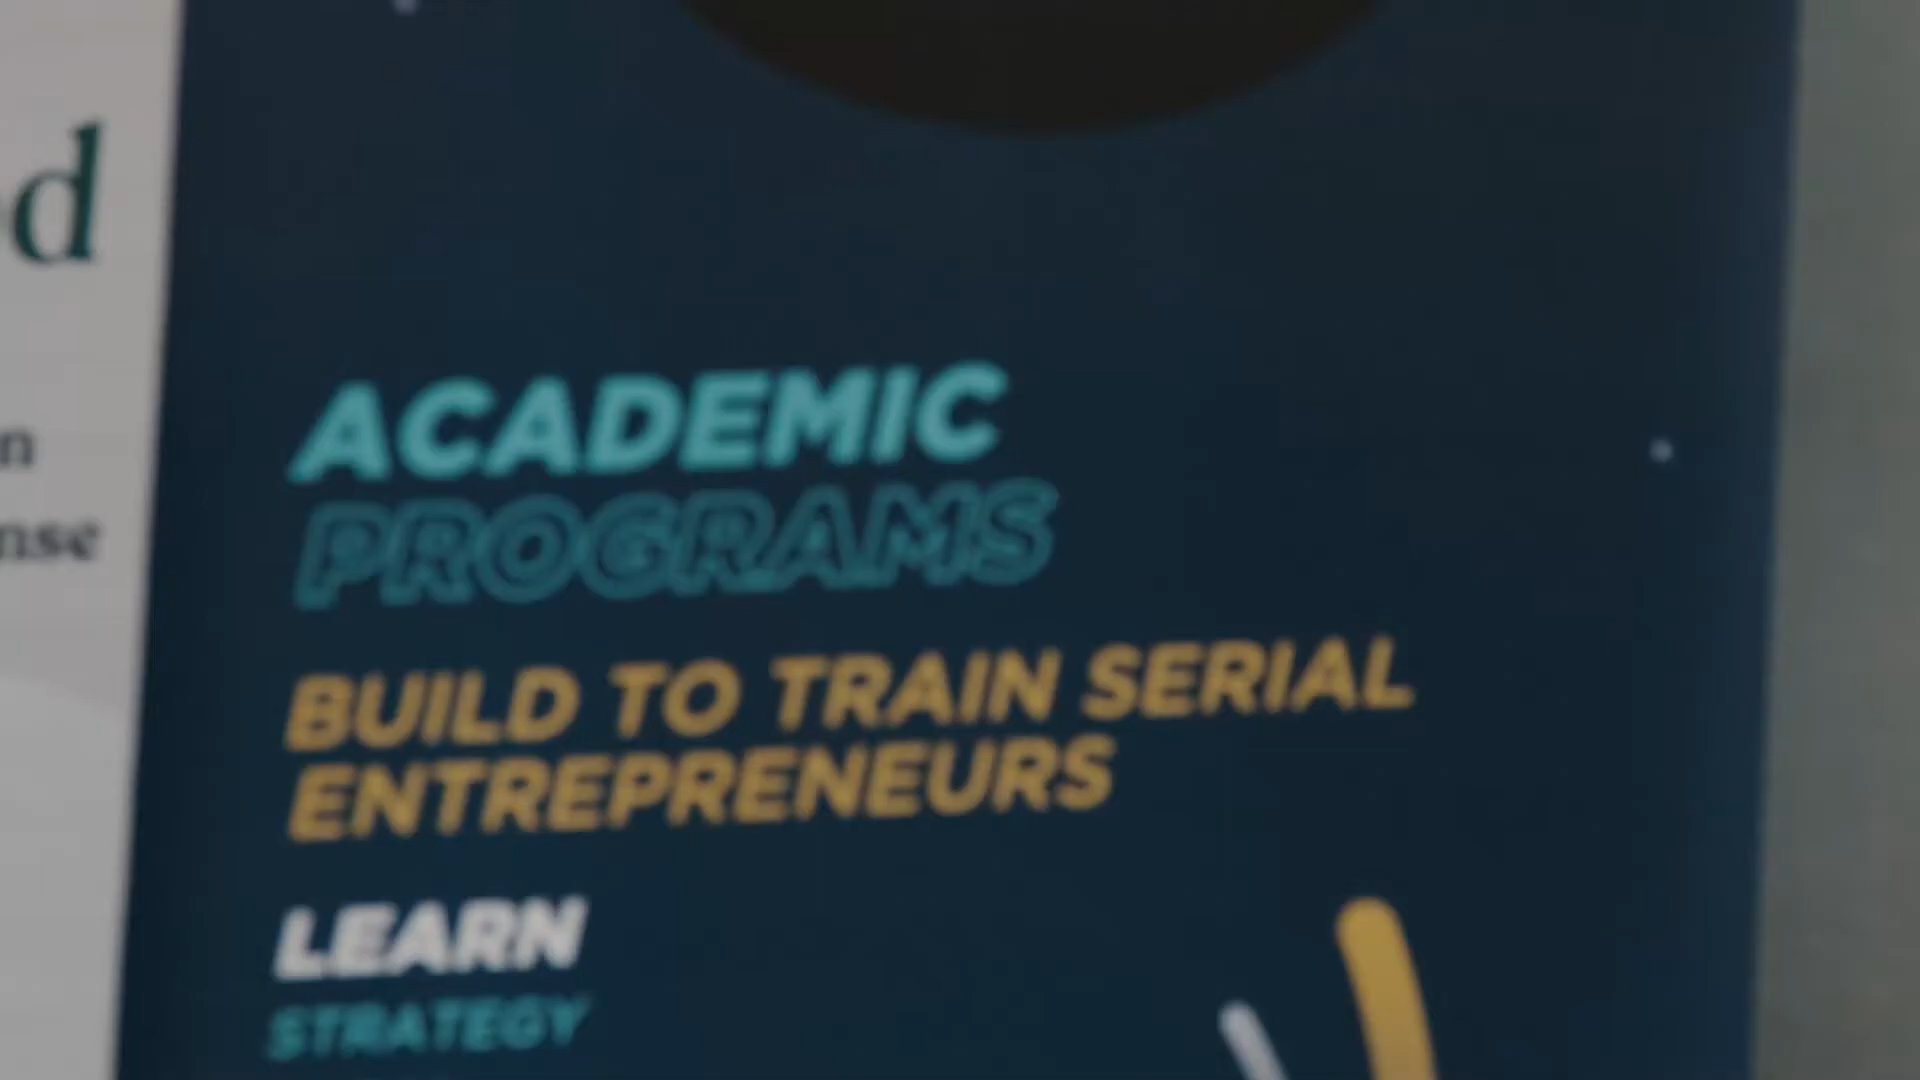 d
n
nse
ACADEMIC
PROGRAMS
BUILD TO TRAIN SERIAL
ENTREPRENEURS
LEARN
STRATEGY